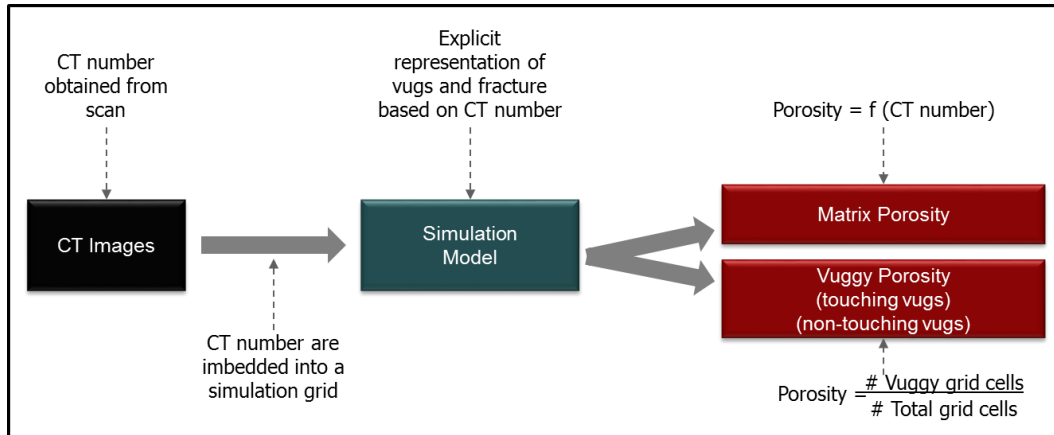 CT number
obtained from
scan
Explicit
representation of
vugs and fracture
based on CT number
Porosity = f (CT number)
CT Images
Simulation
Model
Matrix Porosity
Vuggy Porosity
(touching vugs)
(non-touching vugs)
CT number are
imbedded into a
simulation grid
Porosity = # Vuggy grid cells
# Total grid cells